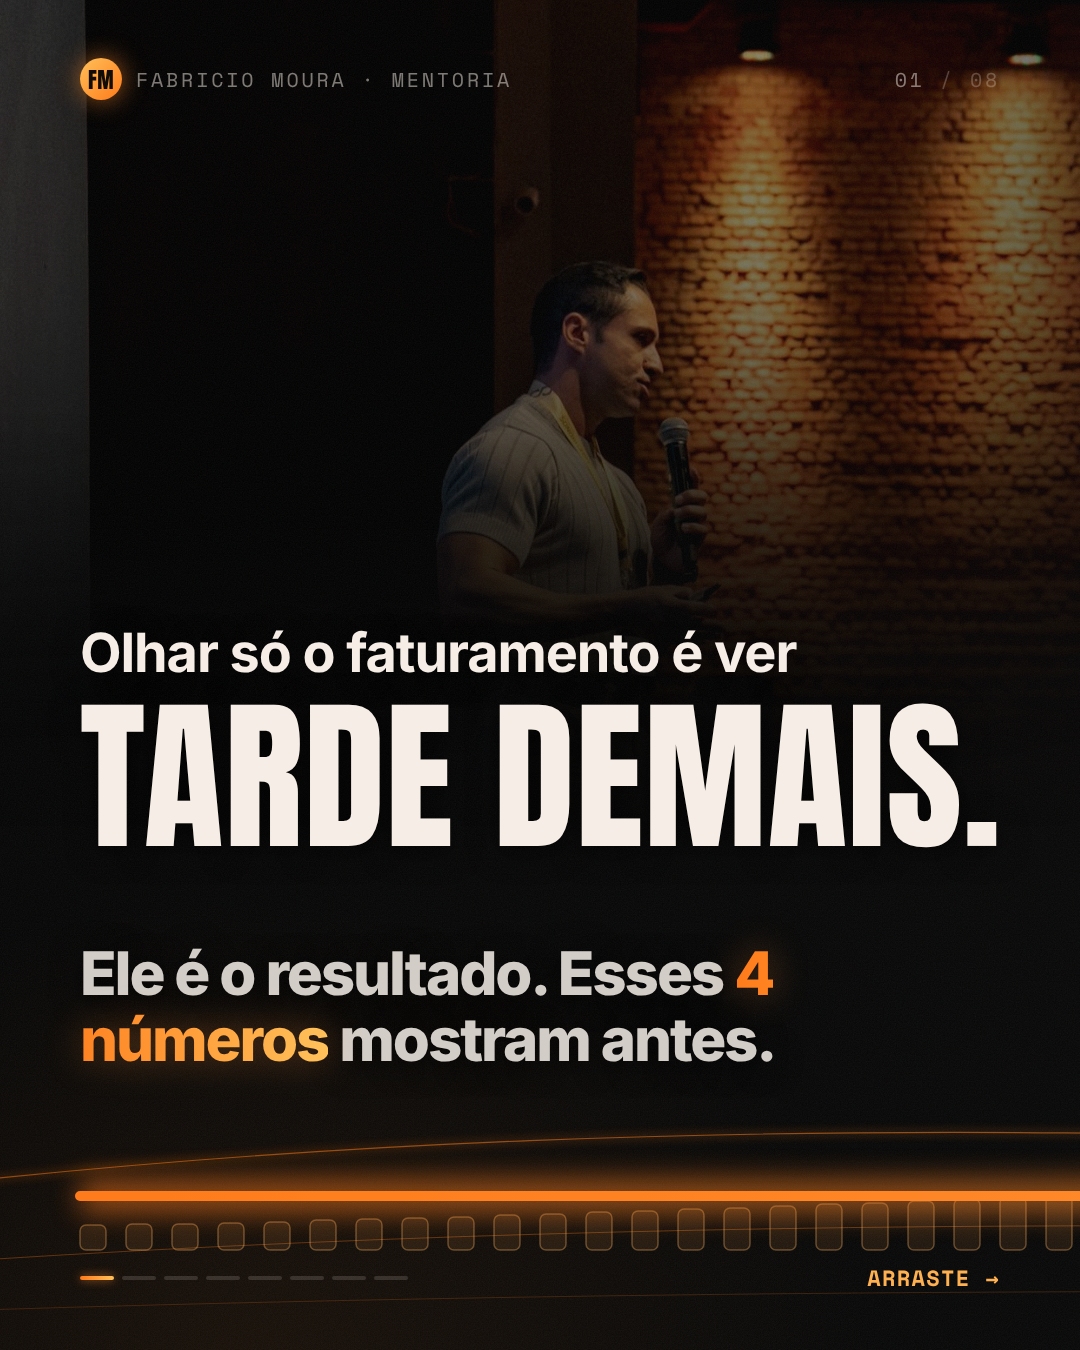 FM FABRICIO MOURA · MENTORIA
01 / 08
Olhar só o faturamento é ver
TARDE DEMAIS.
Ele é o resultado. Esses 4
números mostram antes.
ARRASTE →